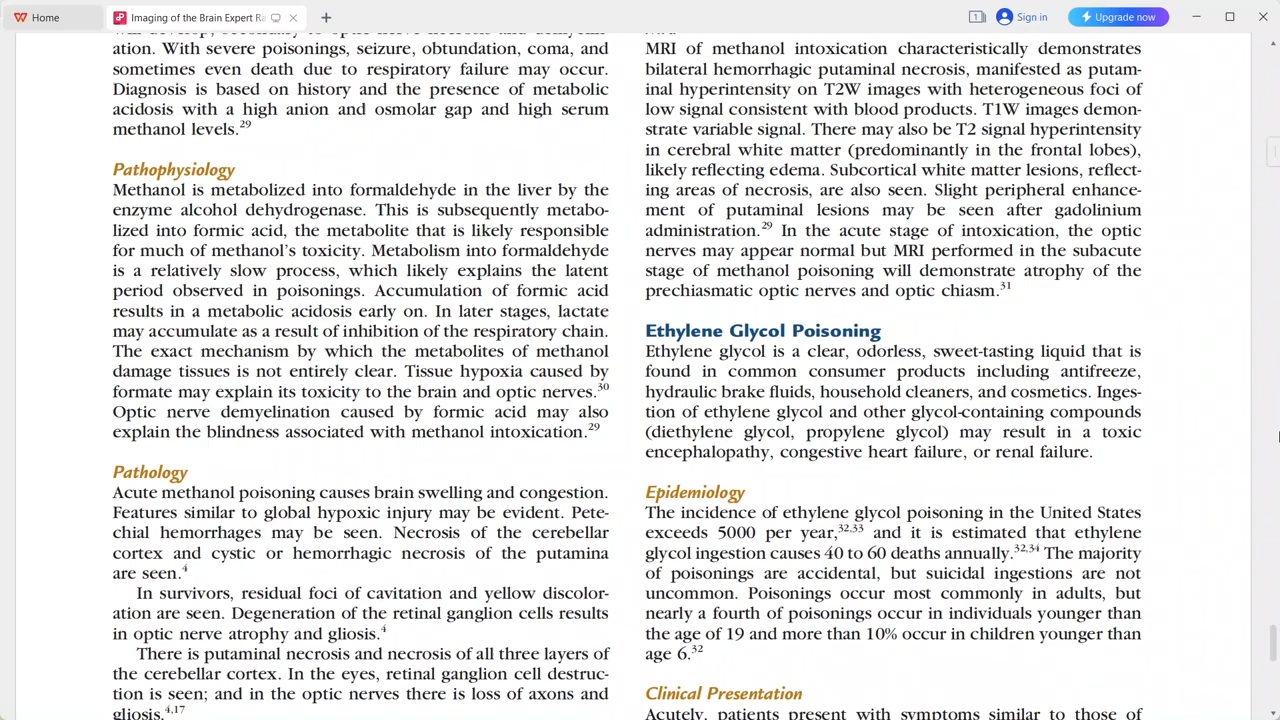 Home
Imaging of the Brain Expert Ra
Sign in
Upgrade now
ation. With severe poisonings, seizure, obtundation, coma, and
sometimes even death due to respiratory failure may occur.
Diagnosis is based on history and the presence of metabolic
acidosis with a high anion and osmolar gap and high serum
methanol levels.29
Pathophysiology
Methanol is metabolized into formaldehyde in the liver by the
enzyme alcohol dehydrogenase. This is subsequently metabo-
lized into formic acid, the metabolite that is likely responsible
for much of methanol's toxicity. Metabolism into formaldehyde
is a relatively slow process, which likely explains the latent
period observed in poisonings. Accumulation of formic acid
results in a metabolic acidosis early on. In later stages, lactate
may accumulate as a result of inhibition of the respiratory chain.
The exact mechanism by which the metabolites of methanol
damage tissues is not entirely clear. Tissue hypoxia caused by
formate may explain its toxicity to the brain and optic nerves.30
Optic nerve demyelination caused by formic acid may also
explain the blindness associated with methanol intoxication.29
Pathology
Acute methanol poisoning causes brain swelling and congestion.
Features similar to global hypoxic injury may be evident. Pete-
chial hemorrhages may be seen. Necrosis of the cerebellar
cortex and cystic or hemorrhagic necrosis of the putamina
are seen.4
In survivors, residual foci of cavitation and yellow discolor-
ation are seen. Degeneration of the retinal ganglion cells results
in optic nerve atrophy and gliosis.4
There is putaminal necrosis and necrosis of all three layers of
the cerebellar cortex. In the eyes, retinal ganglion cell destruc-
tion is seen; and in the optic nerves there is loss of axons and
gliosis.4,17
MRI of methanol intoxication characteristically demonstrates
bilateral hemorrhagic putaminal necrosis, manifested as putam-
inal hyperintensity on T2W images with heterogeneous foci of
low signal consistent with blood products. T1W images demon-
strate variable signal. There may also be T2 signal hyperintensity
in cerebral white matter (predominantly in the frontal lobes),
likely reflecting edema. Subcortical white matter lesions, reflect-
ing areas of necrosis, are also seen. Slight peripheral enhance-
ment of putaminal lesions may be seen after gadolinium
administration.29 In the acute stage of intoxication, the optic
nerves may appear normal but MRI performed in the subacute
stage of methanol poisoning will demonstrate atrophy of the
prechiasmatic optic nerves and optic chiasm.31
Ethylene Glycol Poisoning
Ethylene glycol is a clear, odorless, sweet-tasting liquid that is
found in common consumer products including antifreeze,
hydraulic brake fluids, household cleaners, and cosmetics. Inges-
tion of ethylene glycol and other glycol-containing compounds
(diethylene glycol, propylene glycol) may result in a toxic
encephalopathy, congestive heart failure, or renal failure.
Epidemiology
The incidence of ethylene glycol poisoning in the United States
exceeds 5000 per year,32,33 and it is estimated that ethylene
glycol ingestion causes 40 to 60 deaths annually.32,34 The majority
of poisonings are accidental, but suicidal ingestions are not
uncommon. Poisonings occur most commonly in adults, but
nearly a fourth of poisonings occur in individuals younger than
the age of 19 and more than 10% occur in children younger than
age 6.32
Clinical Presentation
Acutely, patients present with symptoms similar to those of